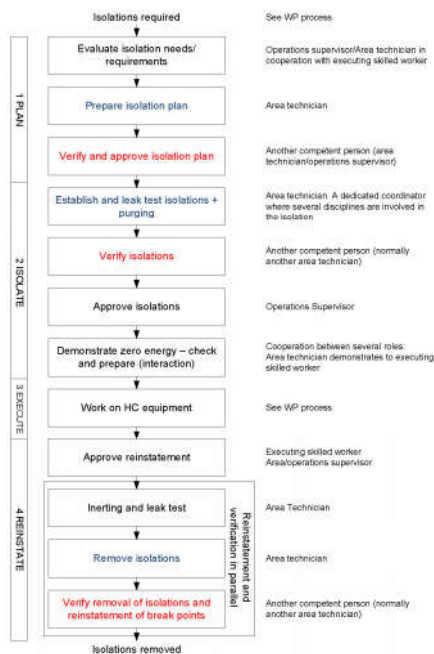 Isolations required
See WP process
1 PLAN
Evaluate isolation needs/
requirements
Operations supervisor/Area technician in
cooperation with executing skilled worker
Prepare isolation plan
Area technician
Verify and approve isolation plan
Another competent person (area
technician/operations supervisor)
2 ISOLATE
Establish and leak test isolations +
purging
Area technician. A dedicated coordinator
where several disciplines are involved in
the isolation
Verify isolations
Another competent person (normally
another area technician)
Approve isolations
Operations Supervisor
Demonstrate zero energy – check
and prepare (interaction)
Cooperation between several roles:
Area technician demonstrates to executing
skilled worker
3 EXECUTE
Work on HC equipment
See WP process
4 REINSTATE
Approve reinstatement
Executing skilled worker
Area/operations supervisor
Reinstatement and
verification in parallel
Inerting and leak test
Area Technician
Remove isolations
Area technician
Verify removal of isolations and
reinstatement of break points
Another competent person (normally
another area technician)
Isolations removed